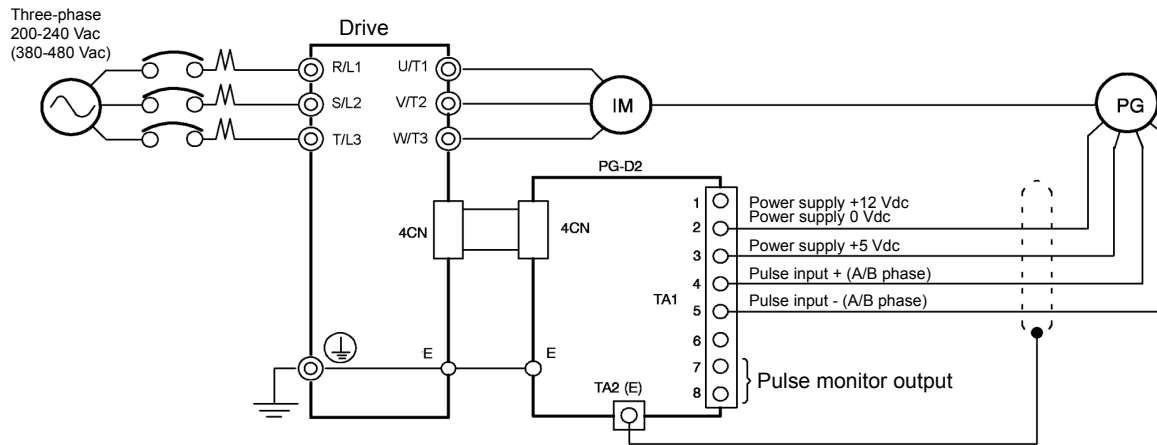 Three-phase
200-240 Vac
(380-480 Vac)
Drive
R/L1
U/T1
S/L2
V/T2
T/L3
W/T3
IM
PG
PG-D2
4CN
4CN
TA1
1 Power supply +12 Vdc
2 Power supply 0 Vdc
3 Power supply +5 Vdc
4 Pulse input + (A/B phase)
5 Pulse input - (A/B phase)
6
7
8
Pulse monitor output
E
E
TA2 (E)